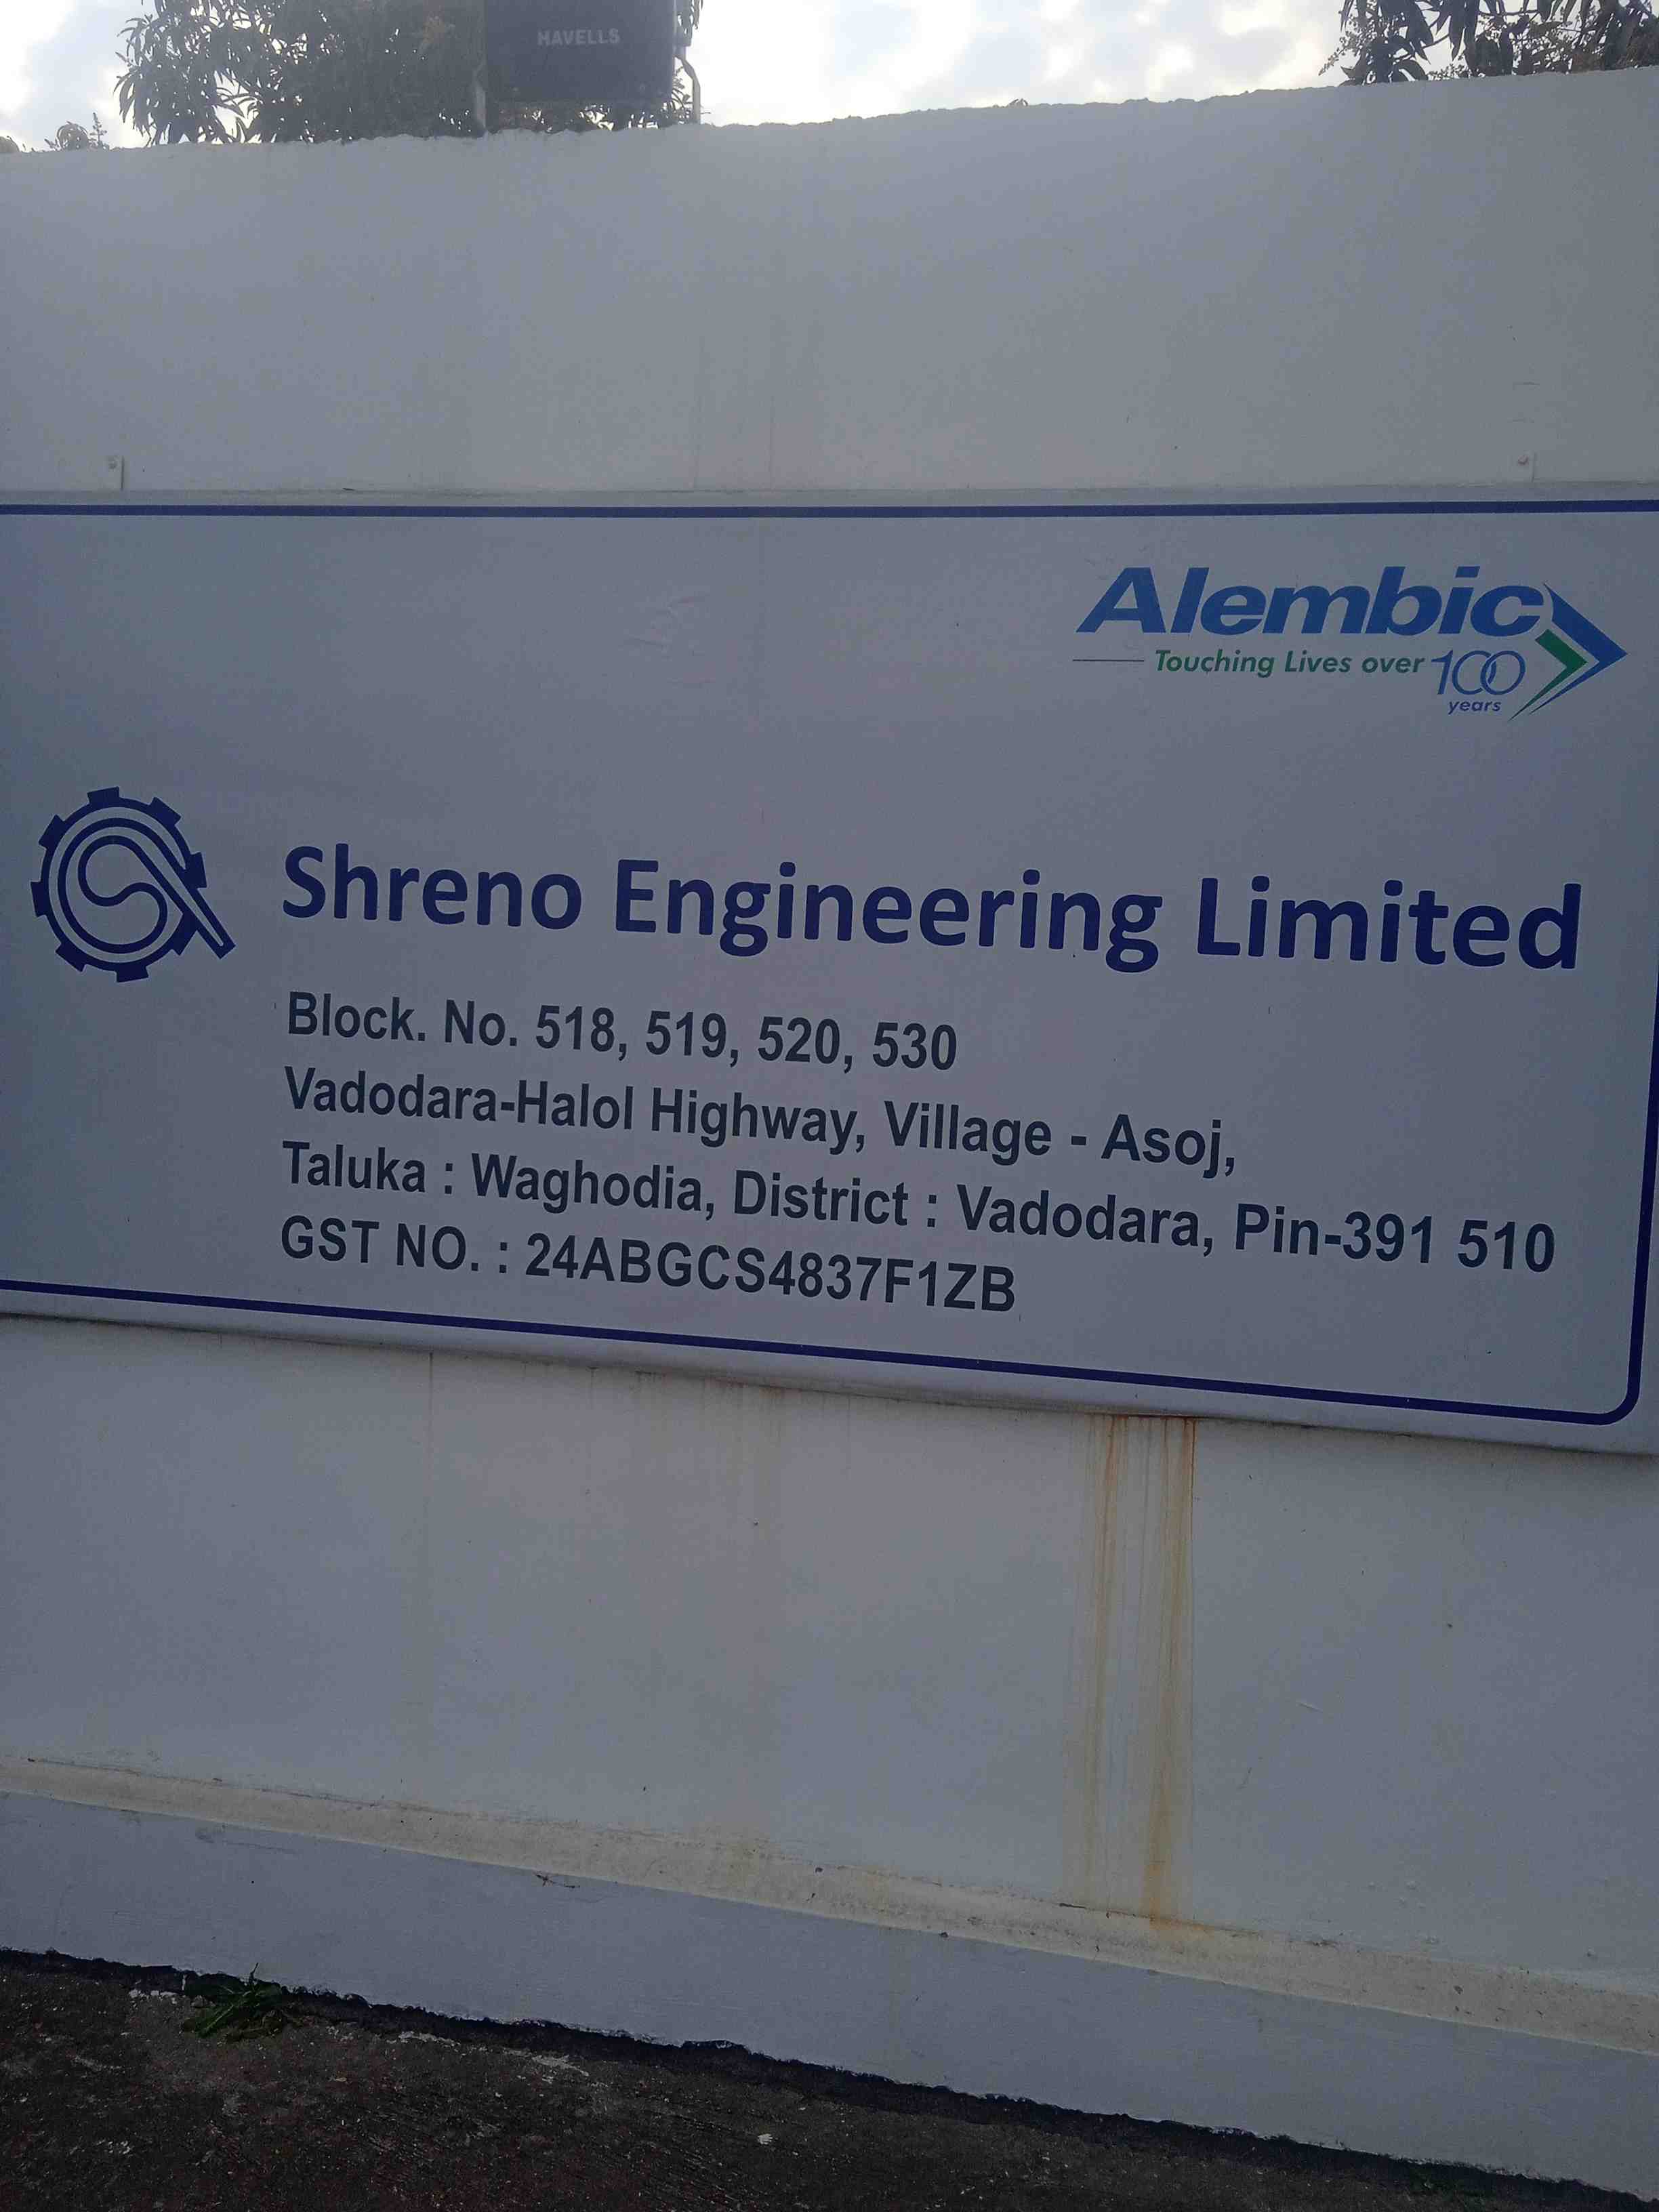 HAVELLS
Alembic
Touching Lives over 100
years
Shreno Engineering Limited
Block. No. 518, 519, 520, 530
Vadodara-Halol Highway, Village - Asoj,
Taluka : Waghodia, District : Vadodara, Pin-391 510
GST NO. : 24ABGCS4837F1ZB